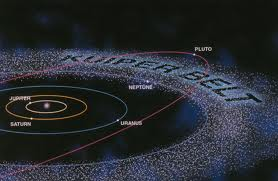 PLUTO
KUIPER BELT
NEPTUNE
JUPITER
SATURN
URANUS